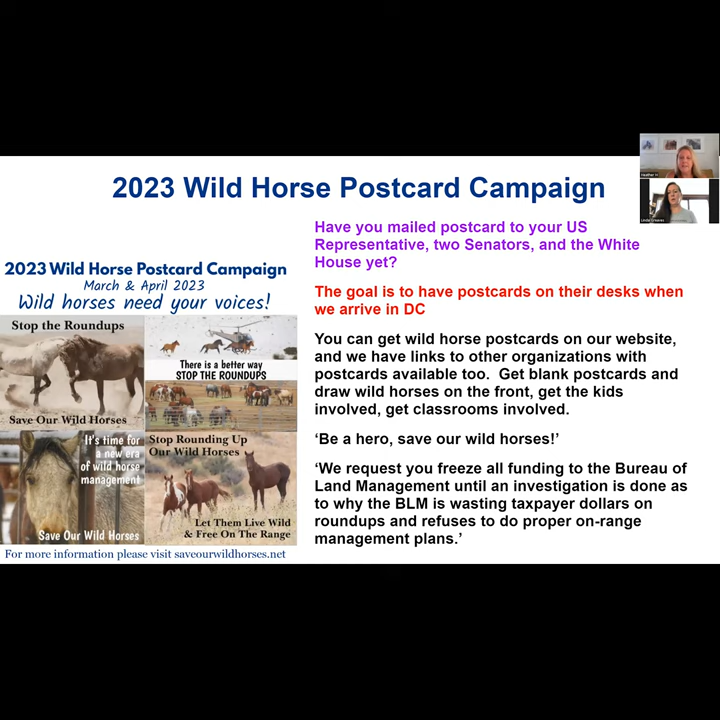 2023 Wild Horse Postcard Campaign
Heather H
Linda Greaves
2023 Wild Horse Postcard Campaign
March & April 2023
Wild horses need your voices!
Stop the Roundups
Save Our Wild Horses
There is a better way
STOP THE ROUNDUPS
It's time for
a new era
of wild horse
management
Save Our Wild Horses
Stop Rounding Up
Our Wild Horses
Let Them Live Wild
& Free On The Range
For more information please visit saveourwildhorses.net
Have you mailed postcard to your US
Representative, two Senators, and the White
House yet?
The goal is to have postcards on their desks when
we arrive in DC
You can get wild horse postcards on our website,
and we have links to other organizations with
postcards available too.  Get blank postcards and
draw wild horses on the front, get the kids
involved, get classrooms involved.
‘Be a hero, save our wild horses!’
‘We request you freeze all funding to the Bureau of
Land Management until an investigation is done as
to why the BLM is wasting taxpayer dollars on
roundups and refuses to do proper on-range
management plans.’